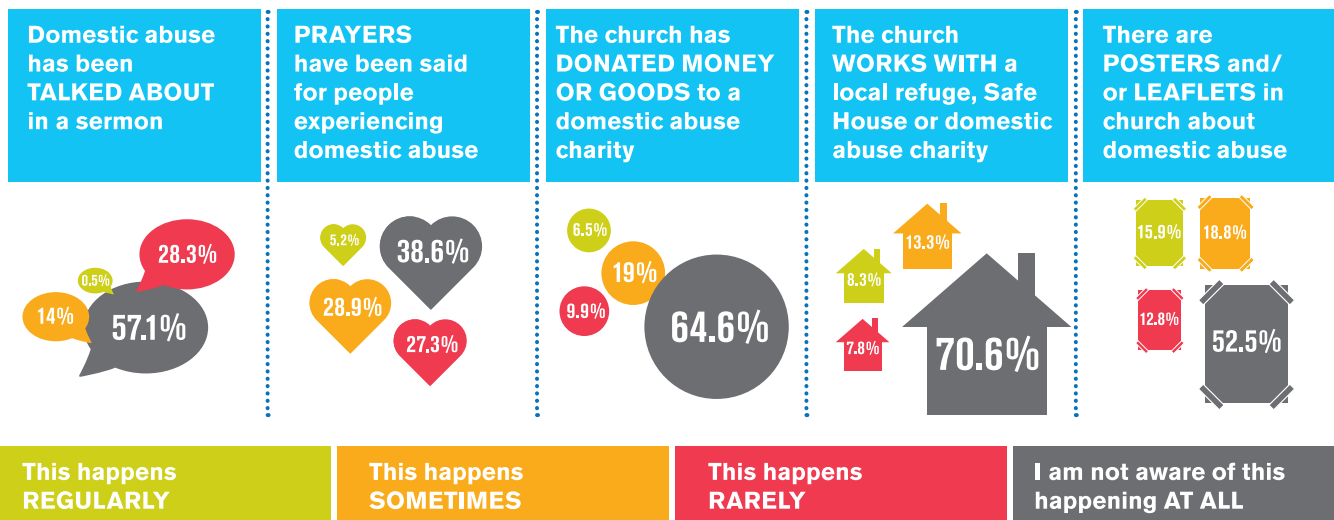 Domestic abuse
has been
TALKED ABOUT
in a sermon
PRAYERS
have been said
for people
experiencing
domestic abuse
The church has
DONATED MONEY
OR GOODS to a
domestic abuse
charity
The church
WORKS WITH a
local refuge, Safe
House or domestic
abuse charity
There are
POSTERS and/
or LEAFLETS in
church about
domestic abuse
28.3%
0.5%
14%
57.1%
5.2%
38.6%
28.9%
27.3%
6.5%
19%
9.9%
64.6%
13.3%
8.3%
7.8%
70.6%
15.9%
18.8%
12.8%
52.5%
This happens
REGULARLY
This happens
SOMETIMES
This happens
RARELY
I am not aware of this
happening AT ALL